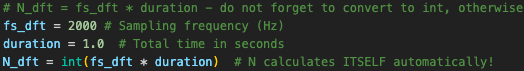 # N_dft = fs_dft * duration – do not forget to convert to int, otherwise
fs_dft = 2000 # Sampling frequency (Hz)
duration = 1.0  # Total time in seconds
N_dft = int(fs_dft * duration)  # N calculates ITSELF automatically!